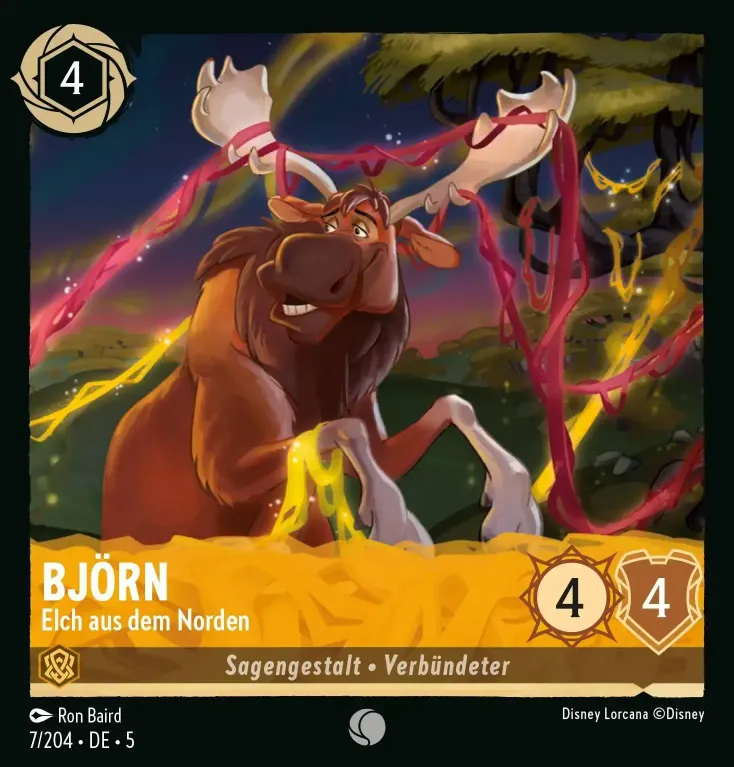 4
BJÖRN
Elch aus dem Norden
4 4
Sagengestalt • Verbündeter
Ron Baird
Disney Lorcana ©Disney
7/204 • DE • 5